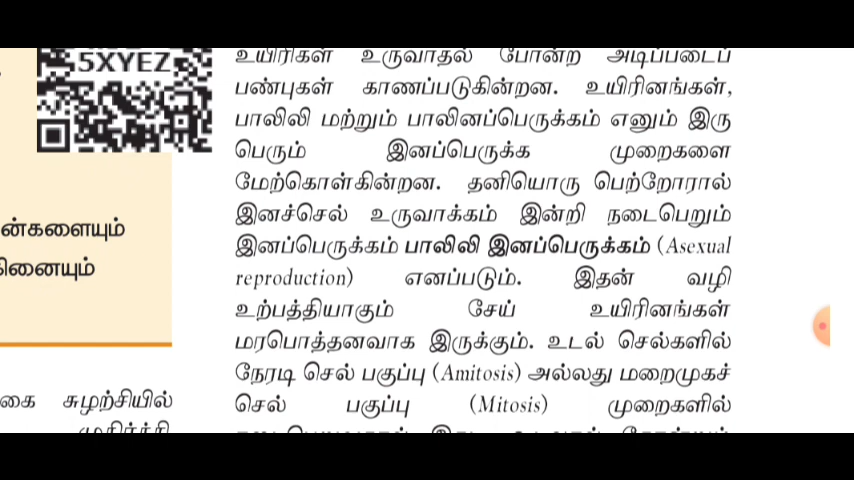 5XYEZ
ன்களையும்
கினையும்
கை சுழற்சியில்
உயிரிகள் உருவாதல் போன்ற அடிப்படைப்
பண்புகள் காணப்படுகின்றன. உயிரினங்கள்,
பாலிலி மற்றும் பாலினப்பெருக்கம் எனும் இரு
பெரும் இனப்பெருக்க முறைகளை
மேற்கொள்கின்றன. தனியொரு பெற்றோரால்
இனச்செல் உருவாக்கம் இன்றி நடைபெறும்
இனப்பெருக்கம் பாலிலி இனப்பெருக்கம் (Asexual
reproduction) எனப்படும். இதன் வழி
உற்பத்தியாகும் சேய் உயிரினங்கள்
மரபொத்தனவாக இருக்கும். உடல் செல்களில்
நேரடி செல் பகுப்பு (Amitosis) அல்லது மறைமுகச்
செல் பகுப்பு (Mitosis) முறைகளில்